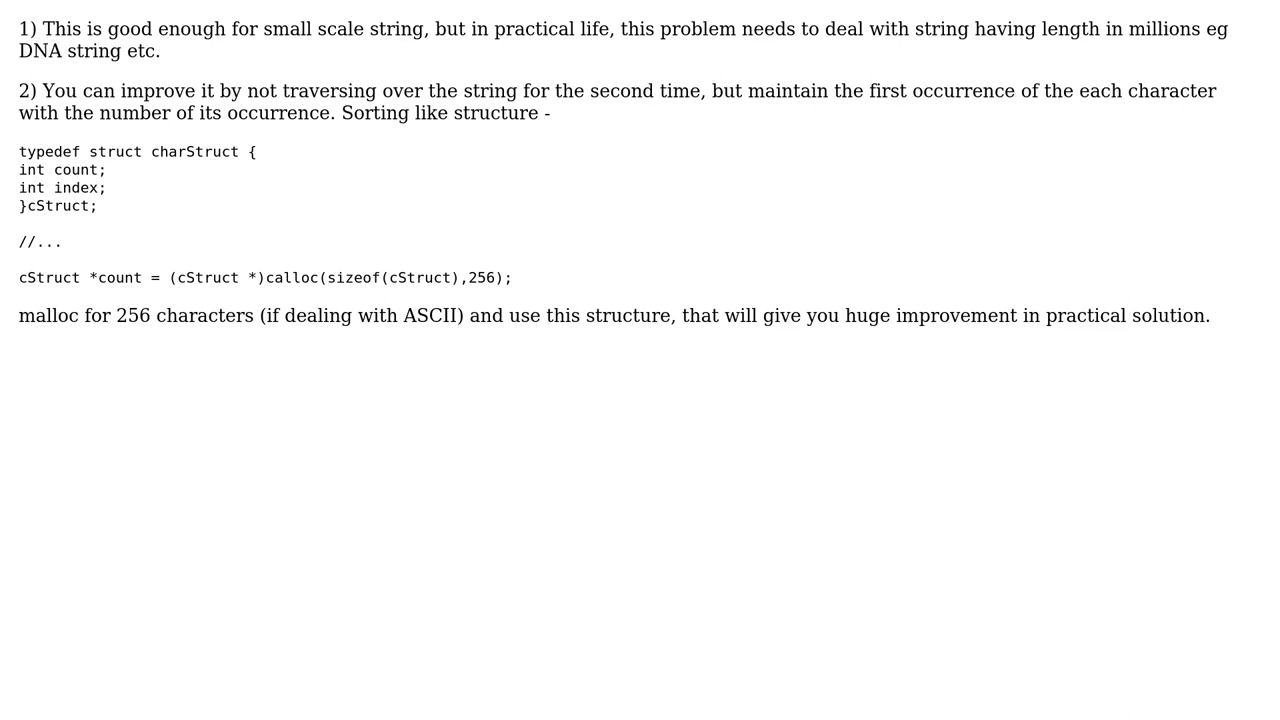 1) This is good enough for small scale string, but in practical life, this problem needs to deal with string having length in millions eg
DNA string etc.
2) You can improve it by not traversing over the string for the second time, but maintain the first occurrence of the each character
with the number of its occurrence. Sorting like structure -
typedef struct charStruct {
int count;
int index;
}cStruct;
//...
cStruct *count = (cStruct *)calloc(sizeof(cStruct),256);
malloc for 256 characters (if dealing with ASCII) and use this structure, that will give you huge improvement in practical solution.